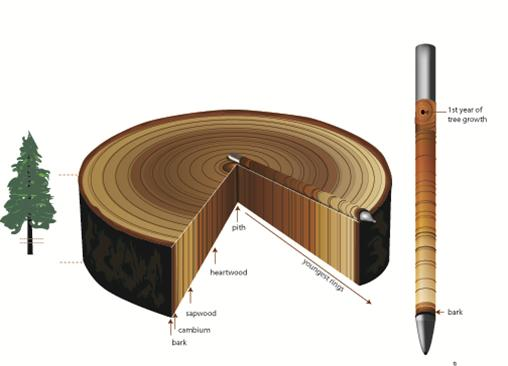 1st year of
tree growth
pith
heartwood
youngest rings
sapwood
cambium
bark
bark